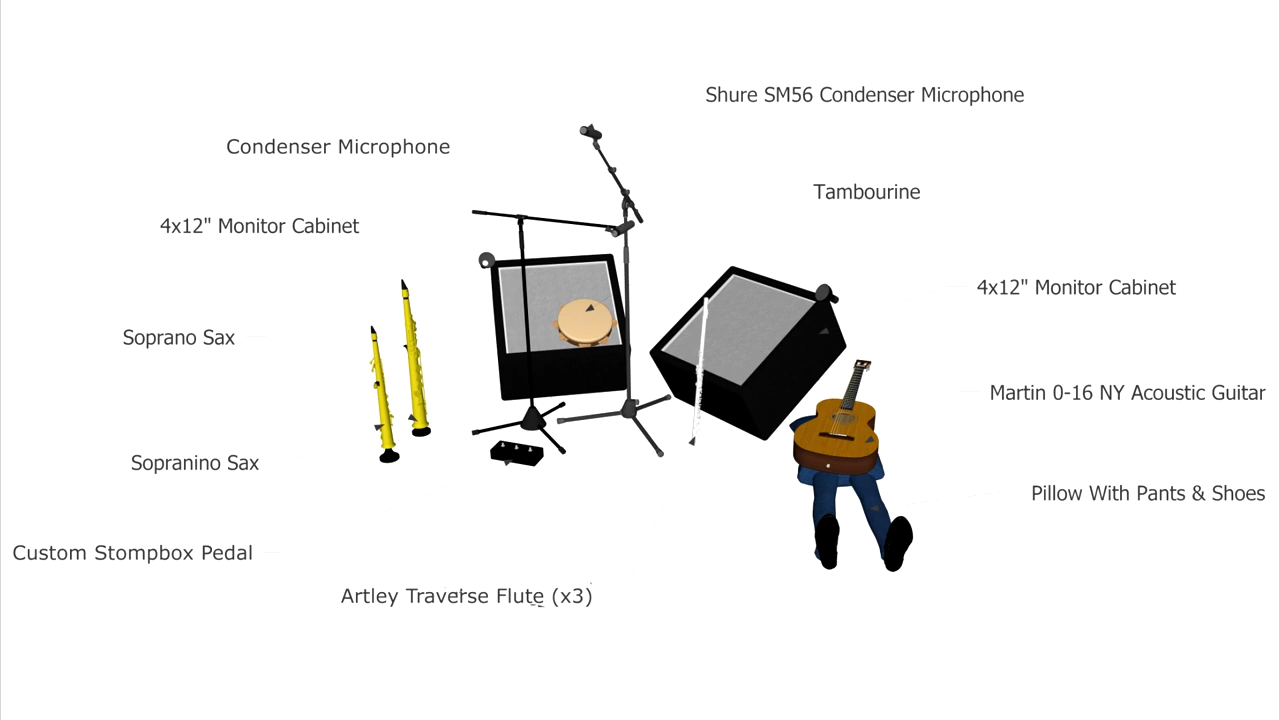 Shure SM56 Condenser Microphone
Condenser Microphone
Tambourine
4x12" Monitor Cabinet
4x12" Monitor Cabinet
Soprano Sax
Martin 0-16 NY Acoustic Guitar
Sopranino Sax
Pillow With Pants & Shoes
Custom Stompbox Pedal
Artley Traverse Flute (x3)